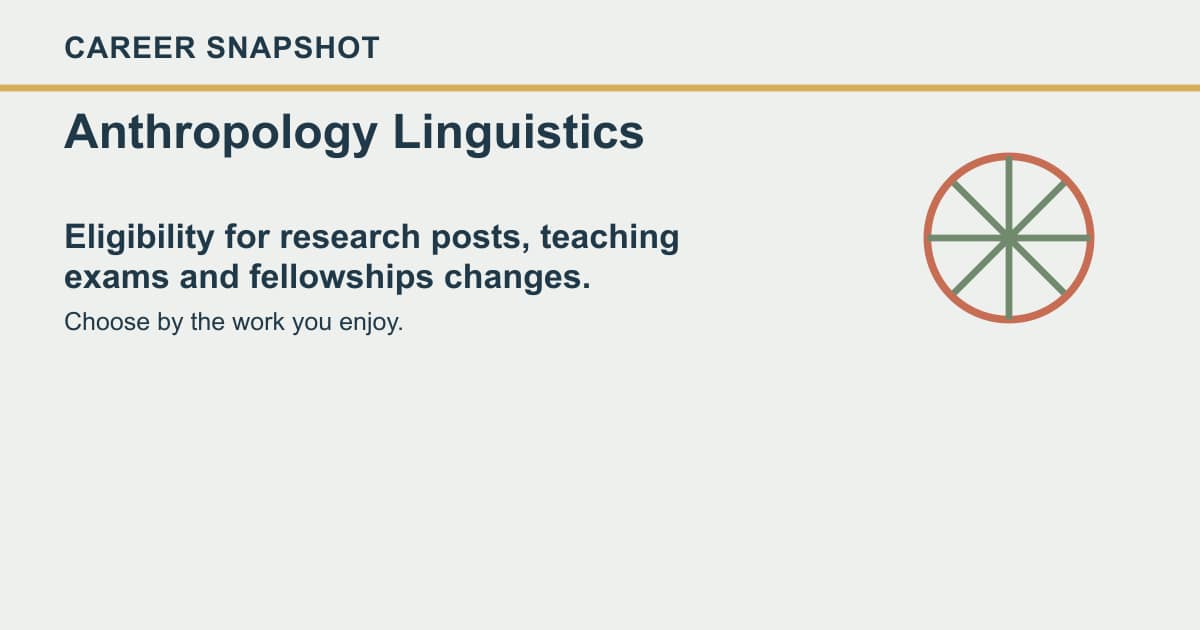 CAREER SNAPSHOT
Anthropology Linguistics
Eligibility for research posts, teaching
exams and fellowships changes.
Choose by the work you enjoy.